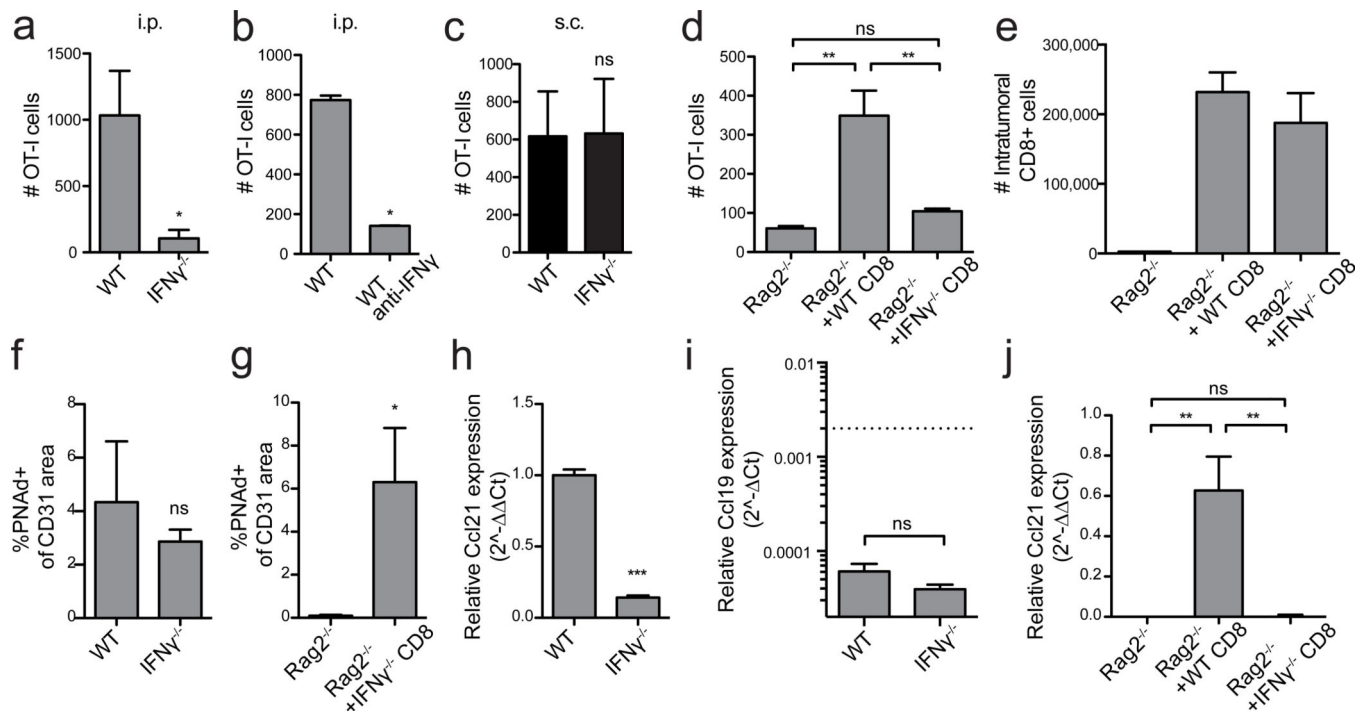 a
i.p.
# OT-I cells
1500
1000
500
0
*
WT
IFNγ-/-
b
i.p.
# OT-I cells
1000
800
600
400
200
0
*
WT
WT
anti-IFNγ
c
s.c.
# OT-I cells
1000
800
600
400
200
0
ns
WT
IFNγ-/-
d
# OT-I cells
500
400
300
200
100
0
ns
**
**
Rag2-/-
Rag2-/-
+WT CD8
Rag2-/-
+IFNγ-/- CD8
e
# Intratumoral
CD8+ cells
300,000
200,000
100,000
0
Rag2-/-
Rag2-/-
+ WT CD8
Rag2-/-
+IFNγ-/- CD8
f
%PNAd+
of CD31 area
8
6
4
2
0
ns
WT
IFNγ-/-
g
%PNAd+
of CD31 area
10
8
6
4
2
0
*
Rag2-/-
Rag2-/-
+IFNγ-/- CD8
h
Relative Ccl21 expression
(2^-ΔΔCt)
1.5
1.0
0.5
0.0
***
WT
IFNγ-/-
i
Relative Ccl19 expression
(2^-ΔCt)
0.01
0.001
0.0001
ns
WT
IFNγ-/-
j
Relative Ccl21 expression
(2^-ΔΔCt)
1.0
0.8
0.6
0.4
0.2
0.0
ns
**
**
Rag2-/-
Rag2-/-
+WT CD8
Rag2-/-
+IFNγ-/- CD8